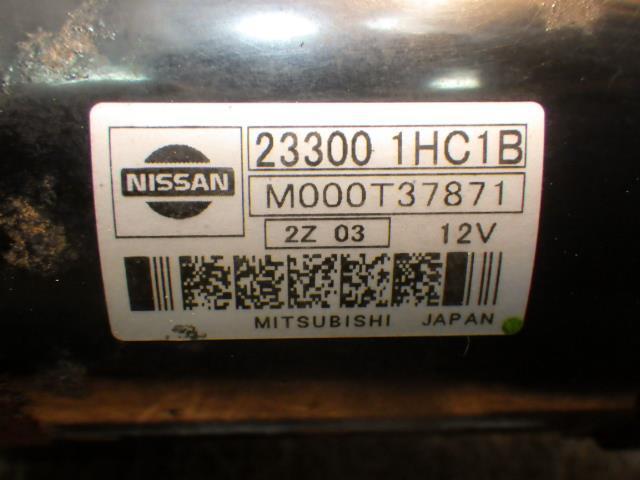 NISSAN
23300 1HC1B
M000T37871
2Z 03 12V
MITSUBISHI JAPAN